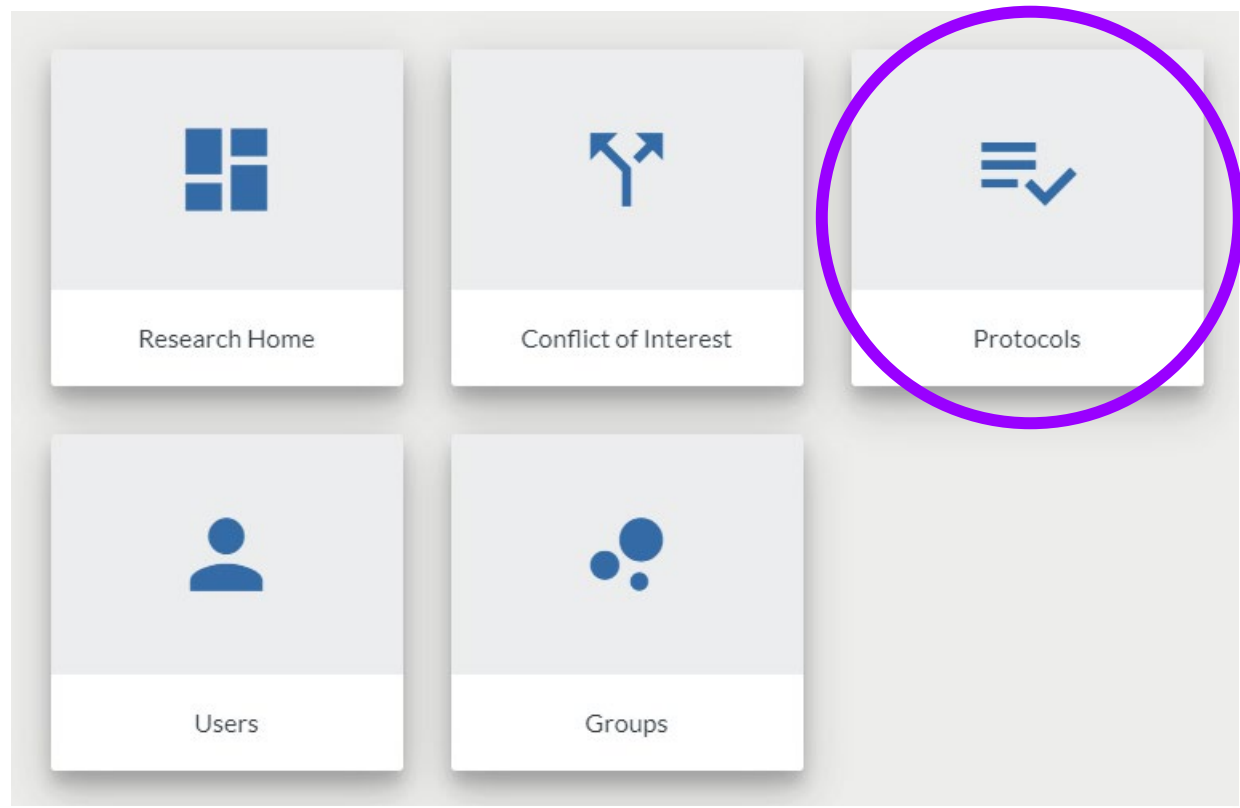 Research Home
Conflict of Interest
Protocols
Users
Groups